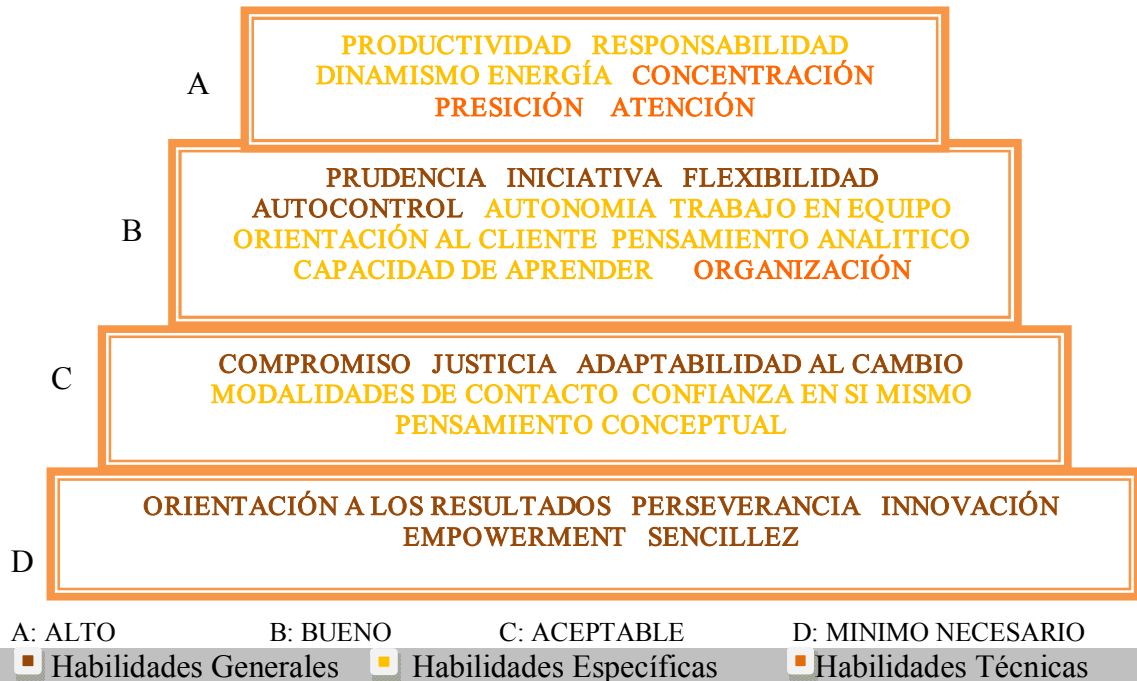 PRODUCTIVIDAD RESPONSABILIDAD
A
DINAMISMO ENERGÍA CONCENTRACIÓN
PRESICIÓN ATENCIÓN
PRUDENCIA INICIATIVA FLEXIBILIDAD
B
AUTOCONTROL AUTONOMIA TRABAJO EN EQUIPO
ORIENTACIÓN AL CLIENTE PENSAMIENTO ANALITICO
CAPACIDAD DE APRENDER ORGANIZACIÓN
C
COMPROMISO JUSTICIA ADAPTABILIDAD AL CAMBIO
MODALIDADES DE CONTACTO CONFIANZA EN SI MISMO
PENSAMIENTO CONCEPTUAL
D
ORIENTACIÓN A LOS RESULTADOS PERSEVERANCIA INNOVACIÓN
EMPOWERMENT SENCILLEZ
A: ALTO B: BUENO C: ACEPTABLE D: MINIMO NECESARIO
Habilidades Generales Habilidades Específicas Habilidades Técnicas